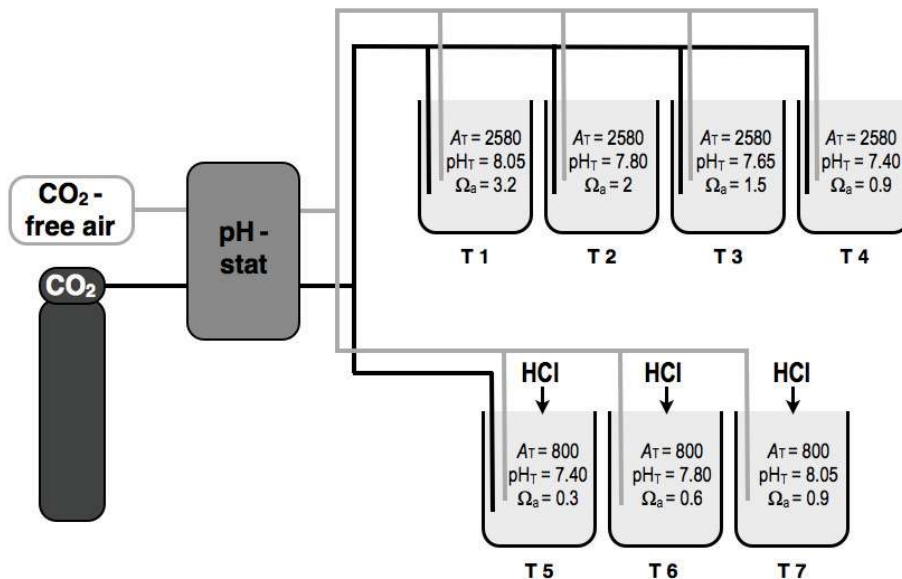 CO₂ -
free air
CO₂
pH -
stat
A_T = 2580
pH_T = 8.05
Ω_a = 3.2
T 1
A_T = 2580
pH_T = 7.80
Ω_a = 2
T 2
A_T = 2580
pH_T = 7.65
Ω_a = 1.5
T 3
A_T = 2580
pH_T = 7.40
Ω_a = 0.9
T 4
HCl
A_T = 800
pH_T = 7.40
Ω_a = 0.3
T 5
HCl
A_T = 800
pH_T = 7.80
Ω_a = 0.6
T 6
HCl
A_T = 800
pH_T = 8.05
Ω_a = 0.9
T 7